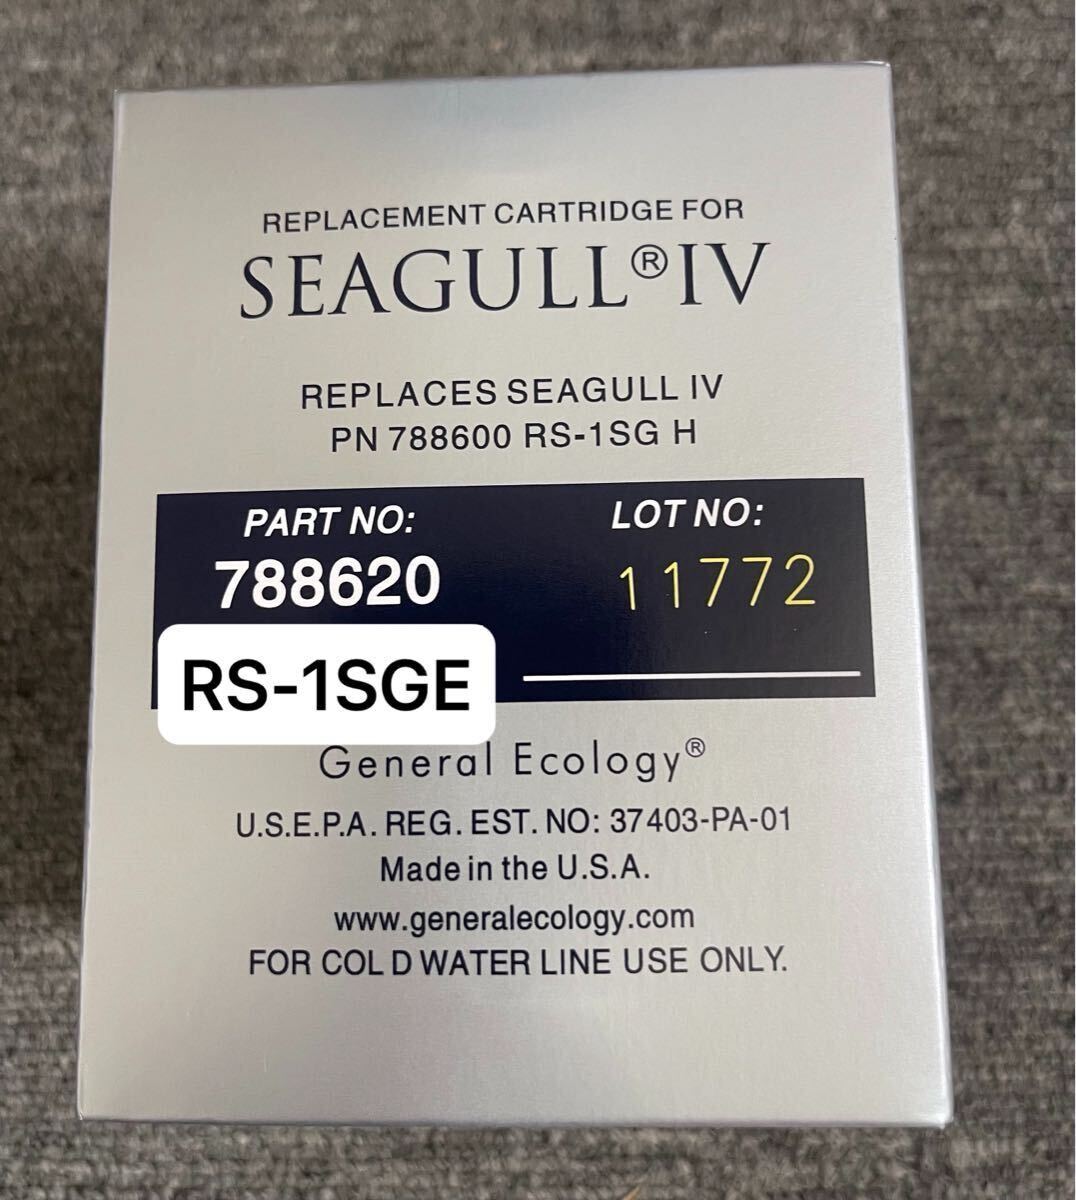 REPLACEMENT CARTRIDGE FOR
SEAGULL® IV
REPLACES SEAGULL IV
PN 788600 RS-1SG H
PART NO:
788620
LOT NO:
11772
RS-1SGE
General Ecology®
U.S.E.P.A. REG. EST. NO: 37403-PA-01
Made in the U.S.A.
www.generalecology.com
FOR COLD WATER LINE USE ONLY.